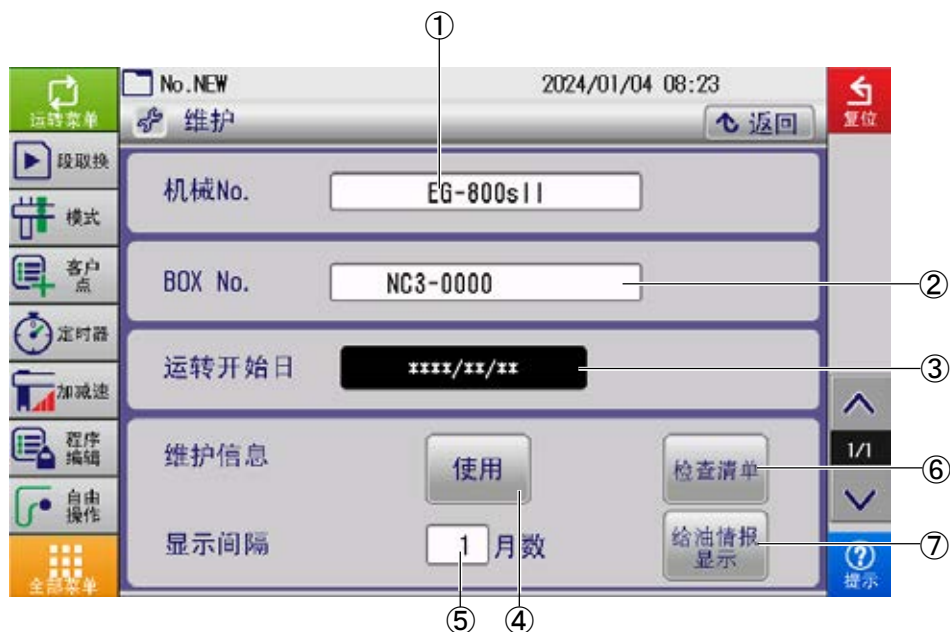 ①
No.NEW 2024/01/04 08:23
运转菜单
维护
返回
复位
段取换
机械No. EG-800sII
模式
客户
点
BOX No. NC3-0000 ②
定时器
运转开始日 ****/**/** ③
加减速
程序
编辑
维护信息 使用 检查清单 ⑥
1/1
自由
操作
显示间隔 1 月数 给油情报
显示 ⑦
全部菜单
提示
⑤ ④